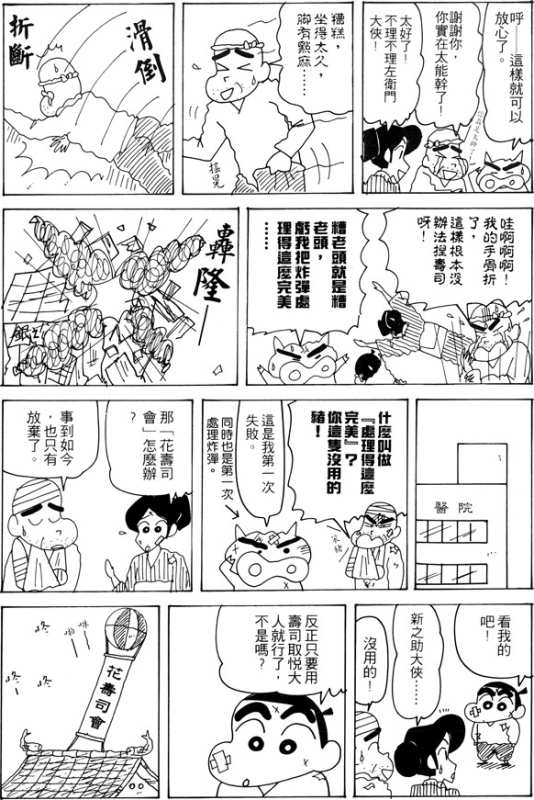 呼——這樣就可以
放心了。
謝謝你，
你實在太能幹了！
太好了！
不理不理左衛門
大俠！
糟糕，
坐得太久，
腳有點麻……
搖晃
滑倒
折斷
哇啊啊啊！
我的手骨折
了，
這樣根本沒
辦法捏壽司
呀！
糟老頭就是糟
老頭，
虧我把炸彈處
理得這麼完美
……
轟隆——
銀
醫院
什麼叫做
『處理得這麼
完美』？
你這隻沒用的
豬！
這是我第一次
失敗。
同時也是第一次
處理炸彈。
那「花壽司
會」怎麼辦
？
事到如今
，也只有
放棄了。
看我的
吧！
新之助大俠……
沒用的！
反正只要用
壽司取悅大
人就行了，
不是嗎？
咚
咚
花壽司會